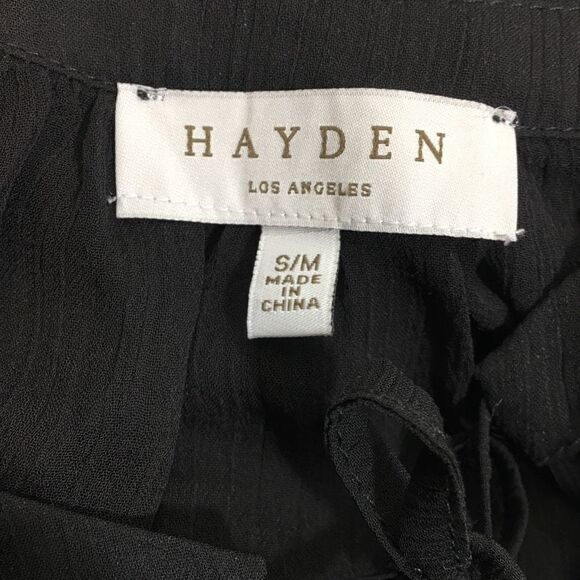 HAYDEN
LOS ANGELES
S/M
MADE
IN
CHINA